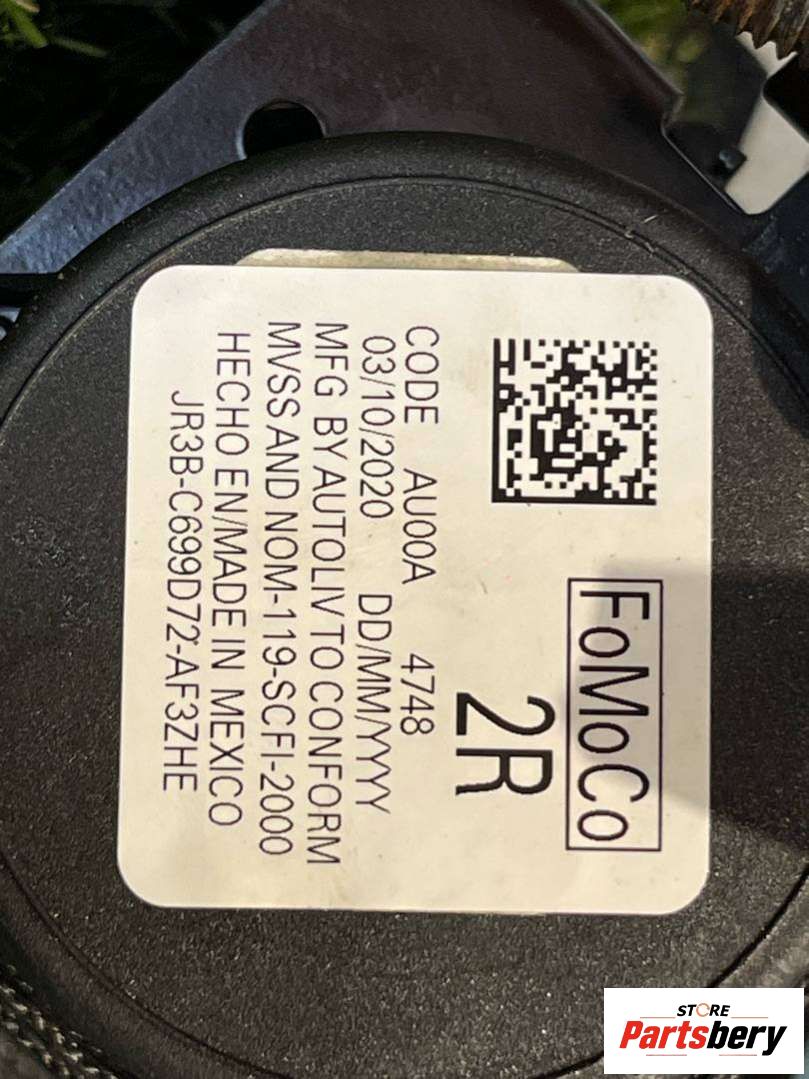 FoMoCo
2R
CODE AU00A 4748
03/10/2020 DD/MM/YYYY
MFG BY AUTOLIV TO CONFORM
MVSS AND NOM-119-SCFI-2000
HECHO EN/MADE IN MEXICO
JR3B-C699D72-AF3ZHE
STORE
Partsbery